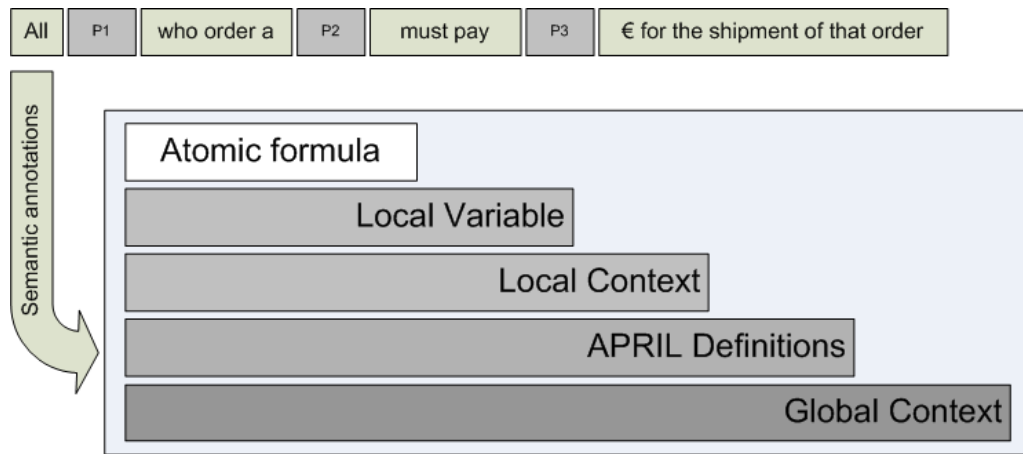 All P1 who order a P2 must pay P3 € for the shipment of that order
Semantic annotations
Atomic formula
Local Variable
Local Context
APRIL Definitions
Global Context